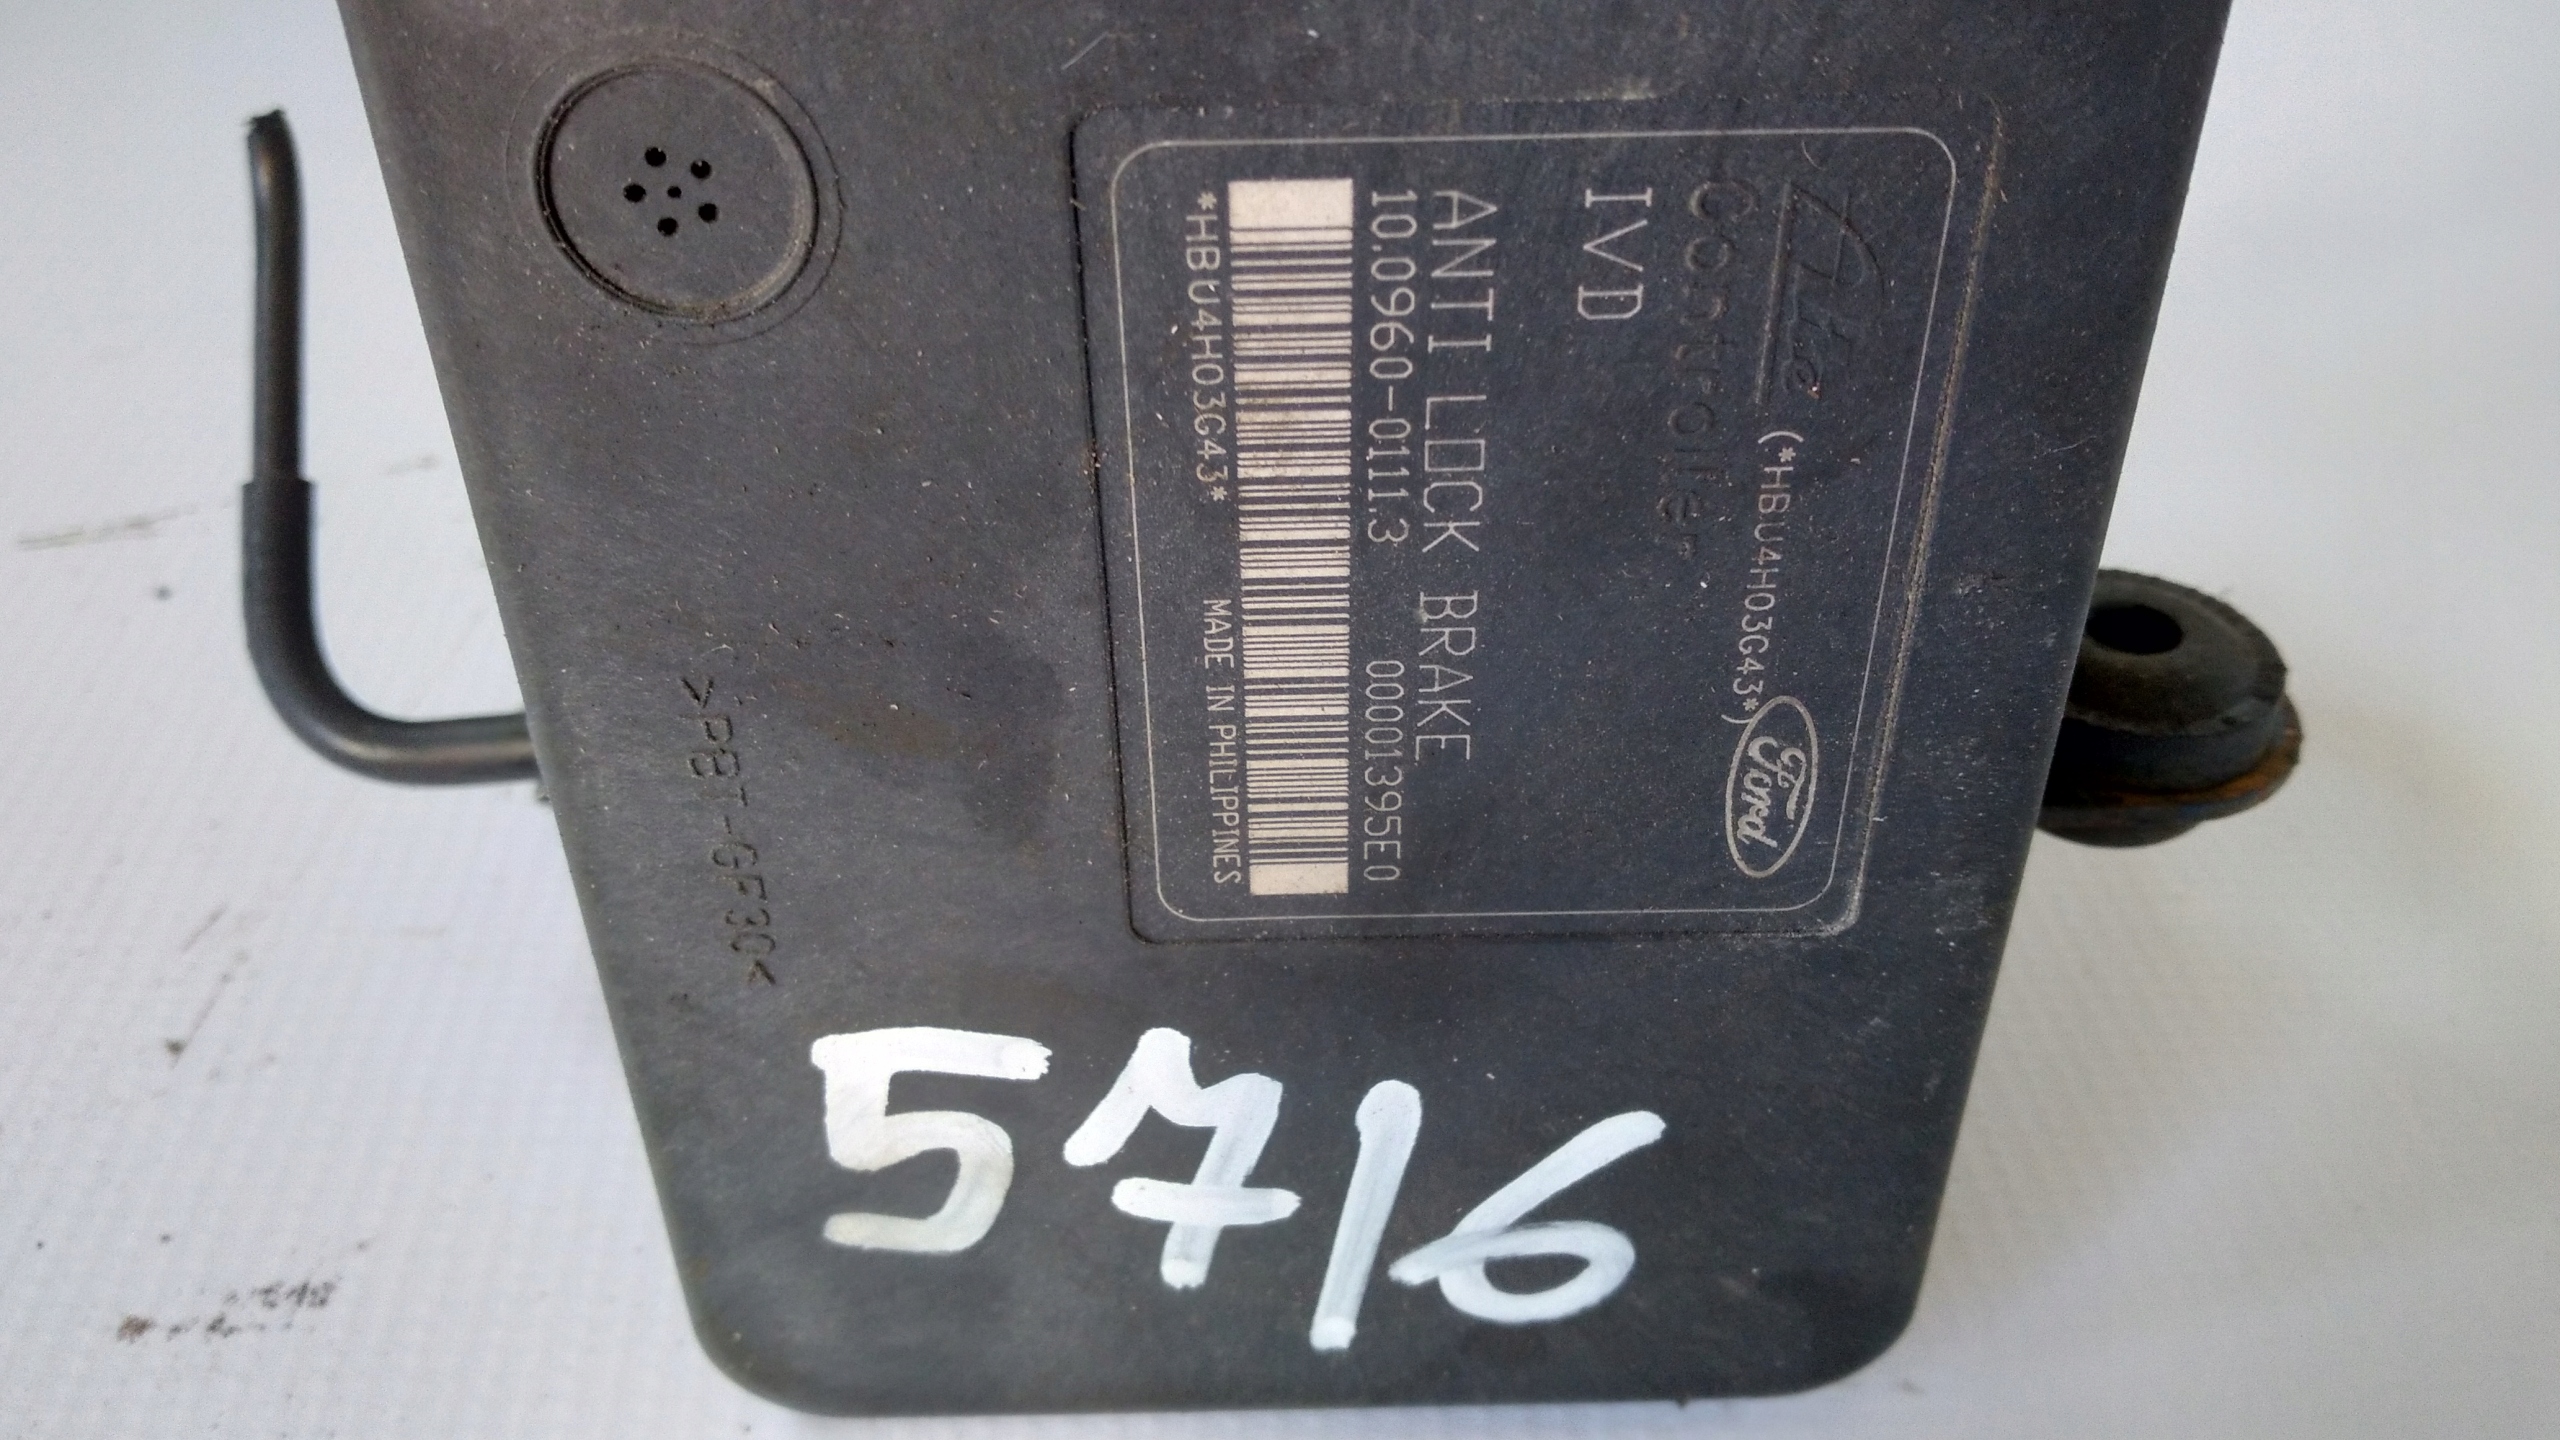 Ate (*HBU4H03G43*) Ford
Controller
IVD
ANTI LOCK BRAKE
10.0960-0111.3 00001395E0
*HBU4H03G43* MADE IN PHILIPPINES
>PBT-GF30<
5716